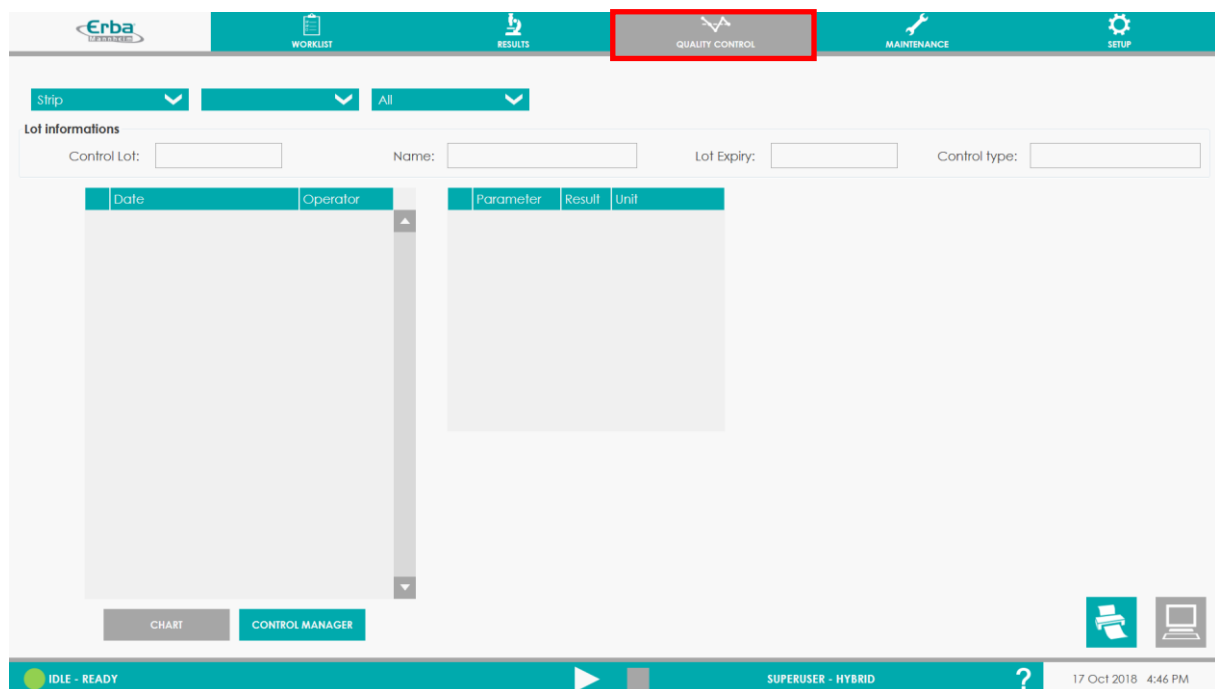 Erba
Mannheim
WORKLIST
RESULTS
QUALITY CONTROL
MAINTENANCE
SETUP
Strip All
Lot informations
Control Lot: Name: Lot Expiry: Control type:
Date Operator Parameter Result Unit
CHART CONTROL MANAGER
IDLE - READY SUPERUSER - HYBRID ? 17 Oct 2018 4:46 PM